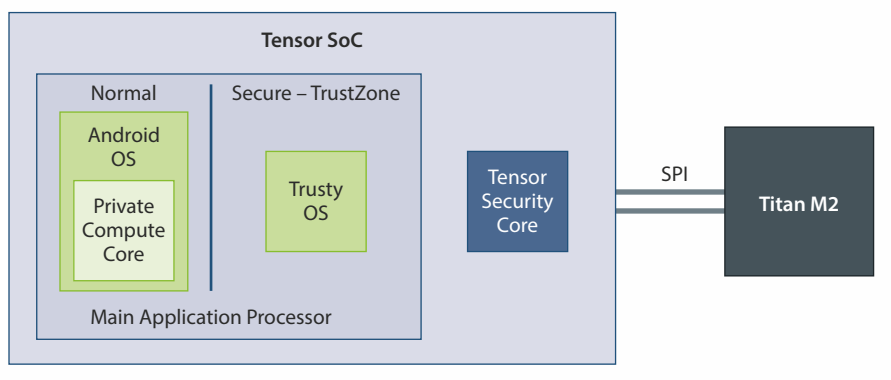 Tensor SoC
Normal
Secure – TrustZone
Android
OS
Private
Compute
Core
Trusty
OS
Main Application Processor
Tensor
Security
Core
SPI
Titan M2